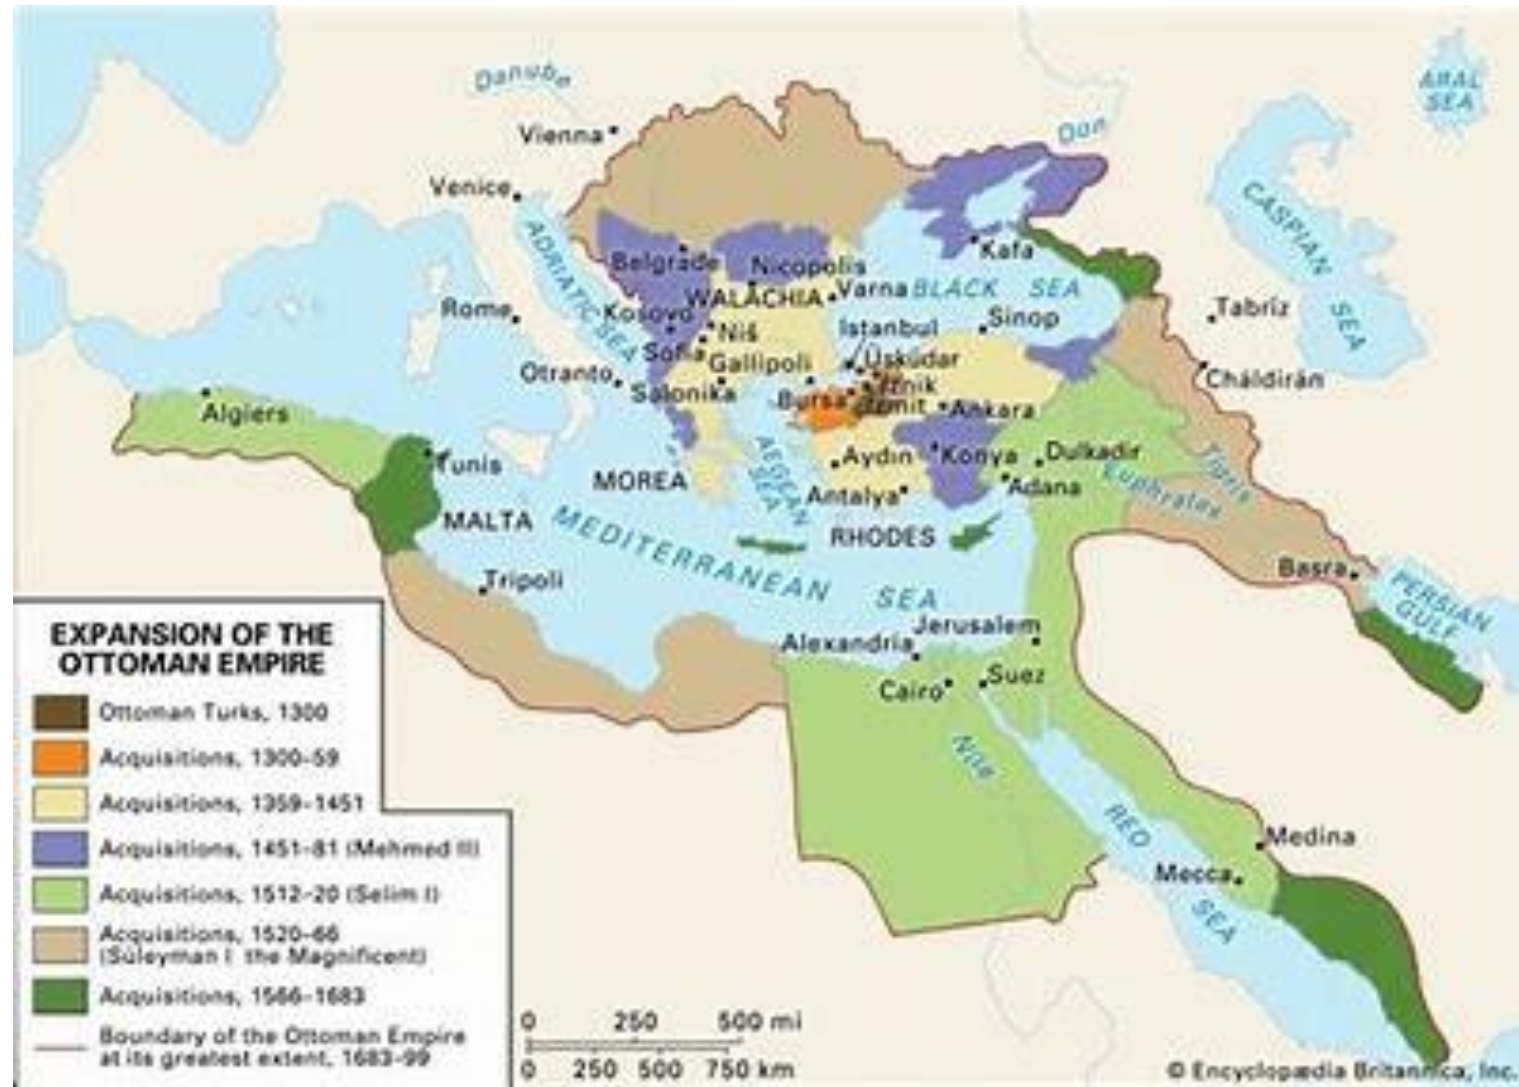 Danube
Vienna
Don
ARAL
SEA
Venice
ADRIATIC SEA
CASPIAN
SEA
Belgrade
Nicopolis
Kafa
WALACHIA
Varna
BLACK SEA
Rome
Kosovo
Niš
Istanbul
Sinop
Tabrīz
Sofia
Gallipoli
Üsküdar
Otranto
Salonika
Bursa
İznik
İzmit
Ankara
Chāldirān
Algiers
Tunis
AEGEAN
SEA
Aydın
Konya
Dulkadir
Tigris
Euphrates
MOREA
Antalya
Adana
MALTA
MEDITERRANEAN
SEA
RHODES
Tripoli
Basra
PERSIAN
GULF
Jerusalem
Alexandria
Cairo
Suez
Nile
RED
SEA
Medina
Mecca
EXPANSION OF THE
OTTOMAN EMPIRE
Ottoman Turks, 1300
Acquisitions, 1300–59
Acquisitions, 1359–1451
Acquisitions, 1451–81 (Mehmed II)
Acquisitions, 1512–20 (Selim I)
Acquisitions, 1520–66
(Süleyman I the Magnificent)
Acquisitions, 1566–1683
Boundary of the Ottoman Empire
at its greatest extent, 1683–99
0 250 500 mi
0 250 500 750 km
© Encyclopædia Britannica, Inc.